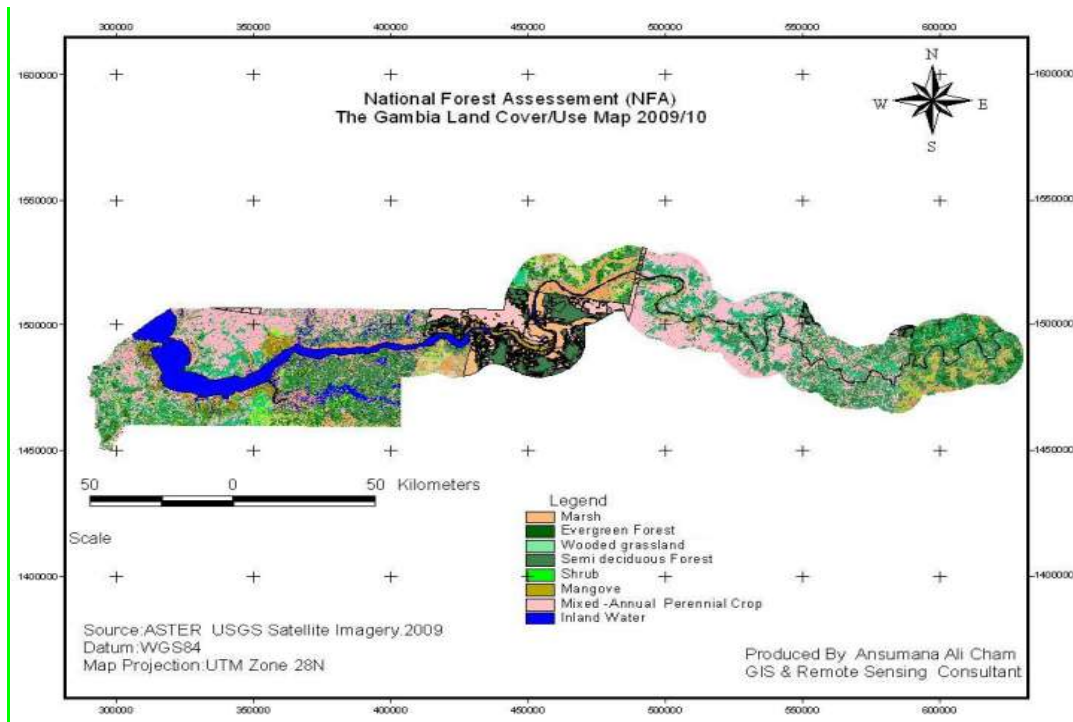 300000 350000 400000 450000 500000 550000 600000
1600000 1600000
N
W E
S
National Forest Assessement (NFA)
The Gambia Land Cover/Use Map 2009/10
1550000 1550000
1500000 1500000
1450000 1450000
50 0 50 Kilometers
Scale
Legend
Marsh
Evergreen Forest
Wooded grassland
Semi deciduous Forest
Shrub
Mangove
Mixed -Annual Perennial Crop
Inland Water
1400000 1400000
Source:ASTER USGS Satellite Imagery.2009
Datum:WGS84
Map Projection:UTM Zone 28N
Produced By Ansumana Ali Cham
GIS & Remote Sensing Consultant
300000 350000 400000 450000 500000 550000 600000